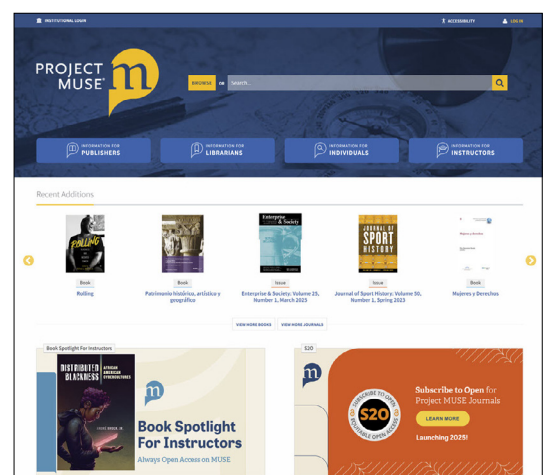 INSTITUTIONAL LOGIN
ACCESSIBILITY
LOG IN
PROJECT
MUSE®
BROWSE
OR
Search...
INFORMATION FOR
PUBLISHERS
INFORMATION FOR
LIBRARIANS
INFORMATION FOR
INDIVIDUALS
INFORMATION FOR
INSTRUCTORS
Recent Additions
ROLLING
Enterprise
& Society
JOURNAL OF
SPORT
HISTORY
Book
Rolling
Book
Patrimonio histórico, artístico y
geográfico
Issue
Enterprise & Society: Volume 25,
Number 1, March 2023
Issue
Journal of Sport History: Volume 50,
Number 1, Spring 2023
Book
Mujeres y Derechos
VIEW MORE BOOKS
VIEW MORE JOURNALS
Book Spotlight For Instructors
DISTRIBUTED
BLACKNESS
AFRICAN
AMERICAN
CYBERCULTURES
Book Spotlight
For Instructors
Always Open Access on MUSE
S2O
SUBSCRIBE TO OPEN
S2O
EQUITABLE OPEN ACCESS
Subscribe to Open for
Project MUSE Journals
LEARN MORE
Launching 2025!